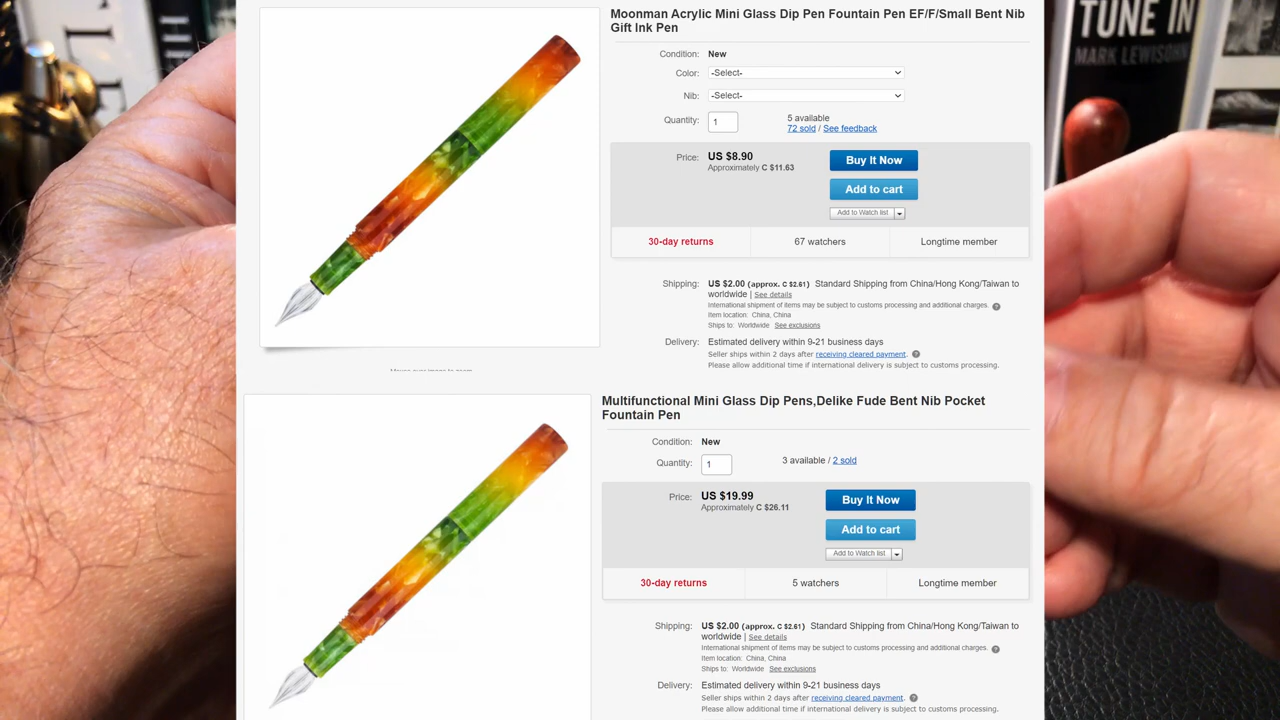 TUNE IN
MARK LEWISOHN
Moonman Acrylic Mini Glass Dip Pen Fountain Pen EF/F/Small Bent Nib
Gift Ink Pen
Condition: New
Color: -Select-
Nib: -Select-
Quantity: 1 5 available
72 sold / See feedback
Price: US $8.90 Buy It Now
Approximately C $11.63
Add to cart
Add to Watch list
30-day returns 67 watchers Longtime member
Shipping: US $2.00 (approx. C $2.61) Standard Shipping from China/Hong Kong/Taiwan to
worldwide | See details
International shipment of items may be subject to customs processing and additional charges. ?
Item location: China, China
Ships to: Worldwide See exclusions
Delivery: Estimated delivery within 9-21 business days
Seller ships within 2 days after receiving cleared payment. ?
Please allow additional time if international delivery is subject to customs processing.
Multifunctional Mini Glass Dip Pens,Delike Fude Bent Nib Pocket
Fountain Pen
Condition: New
Quantity: 1 3 available / 2 sold
Price: US $19.99 Buy It Now
Approximately C $26.11
Add to cart
Add to Watch list
30-day returns 5 watchers Longtime member
Shipping: US $2.00 (approx. C $2.61) Standard Shipping from China/Hong Kong/Taiwan to
worldwide | See details
International shipment of items may be subject to customs processing and additional charges. ?
Item location: China, China
Ships to: Worldwide See exclusions
Delivery: Estimated delivery within 9-21 business days
Seller ships within 2 days after receiving cleared payment. ?
Please allow additional time if international delivery is subject to customs processing.